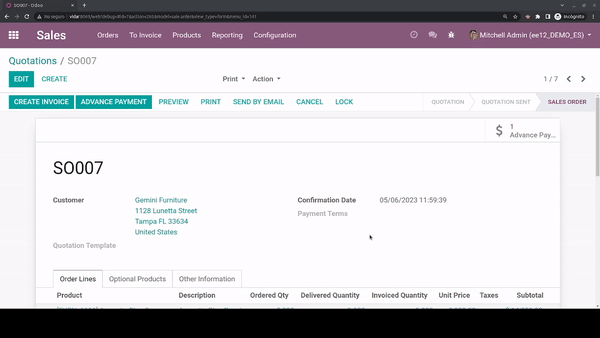 SO007 - Odoo
Incógnito
Sales Orders To Invoice Products Reporting Configuration Mitchell Admin (ee12_DEMO_ES)
Quotations / SO007
EDIT CREATE Print Action 1 / 7
CREATE INVOICE ADVANCE PAYMENT PREVIEW PRINT SEND BY EMAIL CANCEL LOCK QUOTATION QUOTATION SENT SALES ORDER
$ 1
Advance Pay...
SO007
Customer Gemini Furniture Confirmation Date 05/06/2023 11:59:39
1128 Lunetta Street Payment Terms
Tampa FL 33634
United States
Quotation Template
Order Lines Optional Products Other Information
Product Description Ordered Qty Delivered Quantity Invoiced Quantity Unit Price Taxes Subtotal